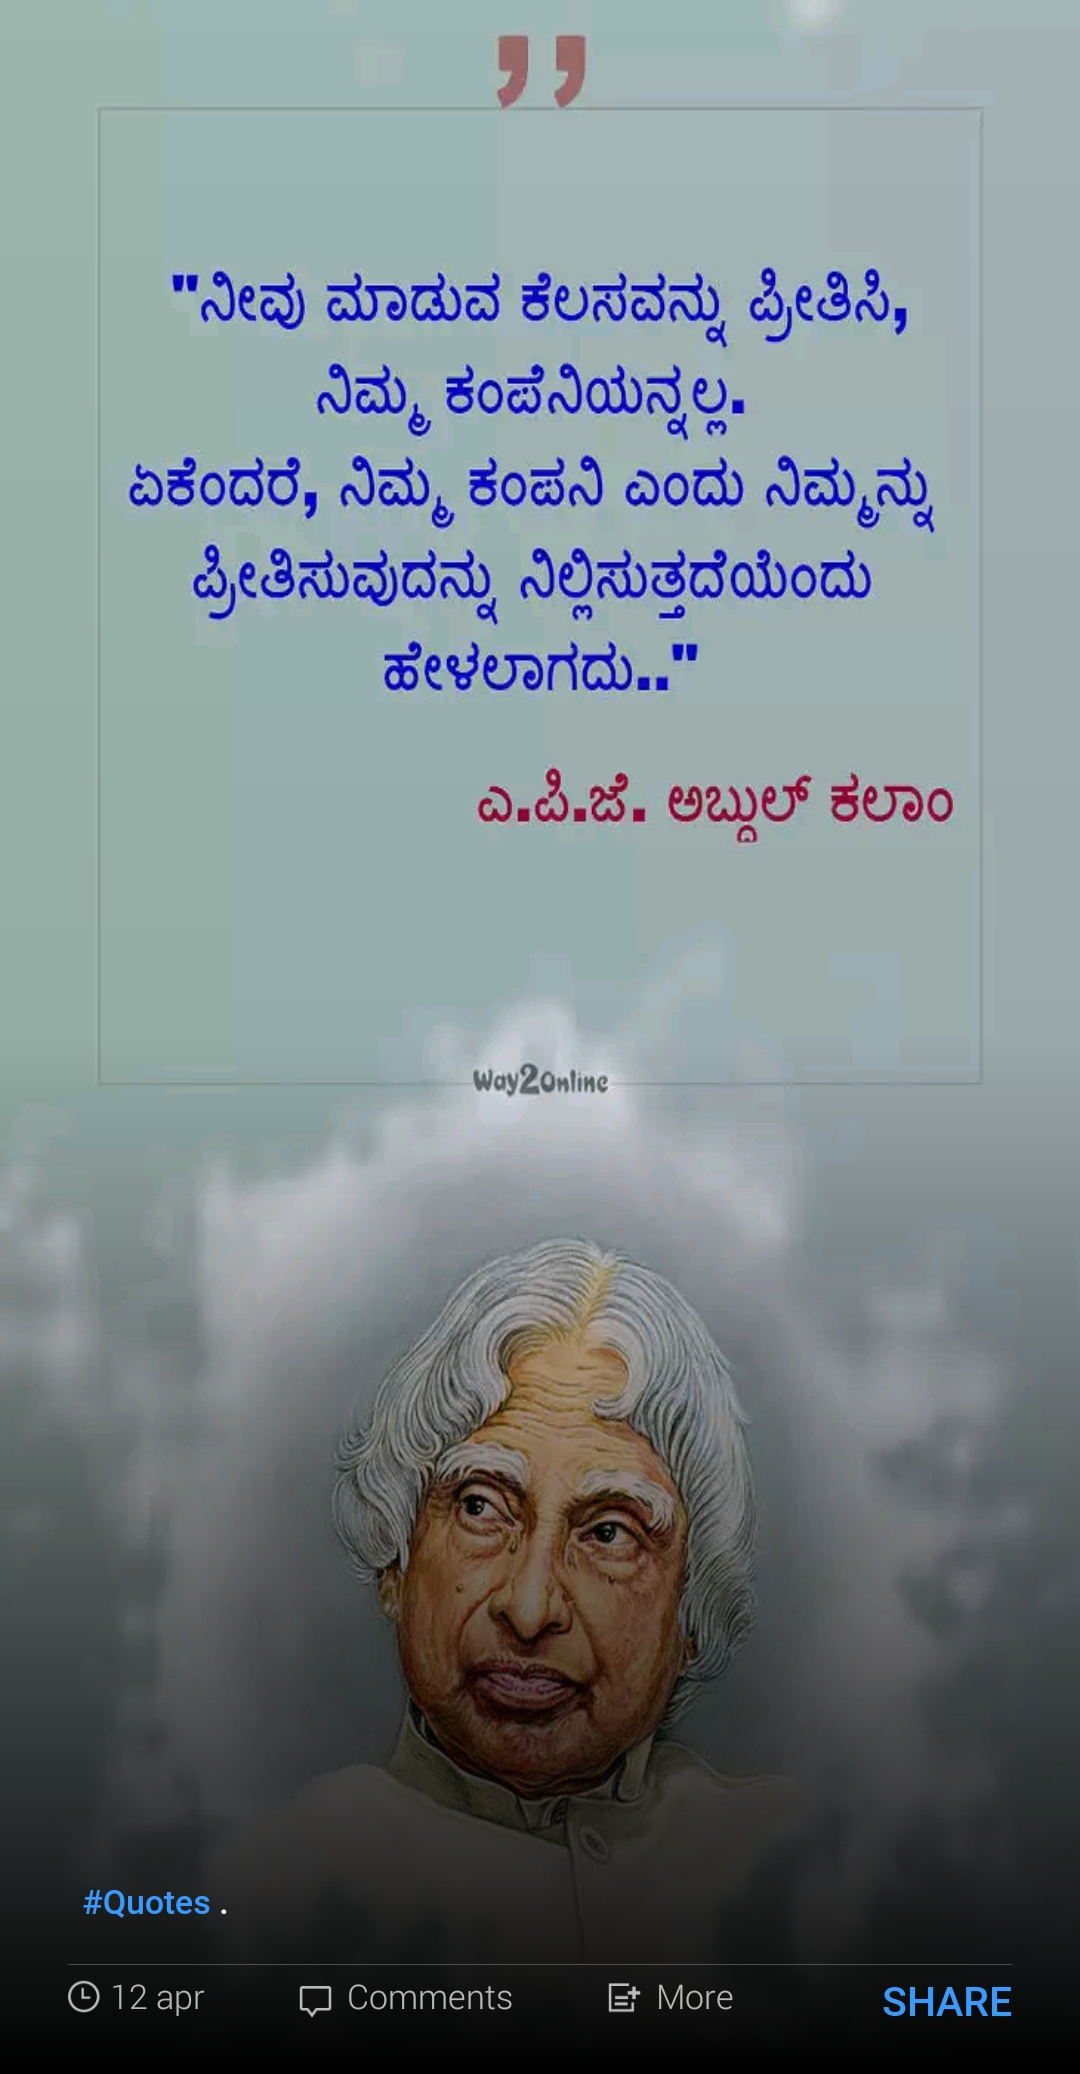 "ನೀವು ಮಾಡುವ ಕೆಲಸವನ್ನು ಪ್ರೀತಿಸಿ,
ನಿಮ್ಮ ಕಂಪೆನಿಯನ್ನಲ್ಲ.
ಏಕೆಂದರೆ, ನಿಮ್ಮ ಕಂಪನಿ ಎಂದು ನಿಮ್ಮನ್ನು
ಪ್ರೀತಿಸುವುದನ್ನು ನಿಲ್ಲಿಸುತ್ತದೆಯೆಂದು
ಹೇಳಲಾಗದು.."
ಎ.ಪಿ.ಜೆ. ಅಬ್ದುಲ್ ಕಲಾಂ
Way2Online
#Quotes .
12 apr Comments More SHARE